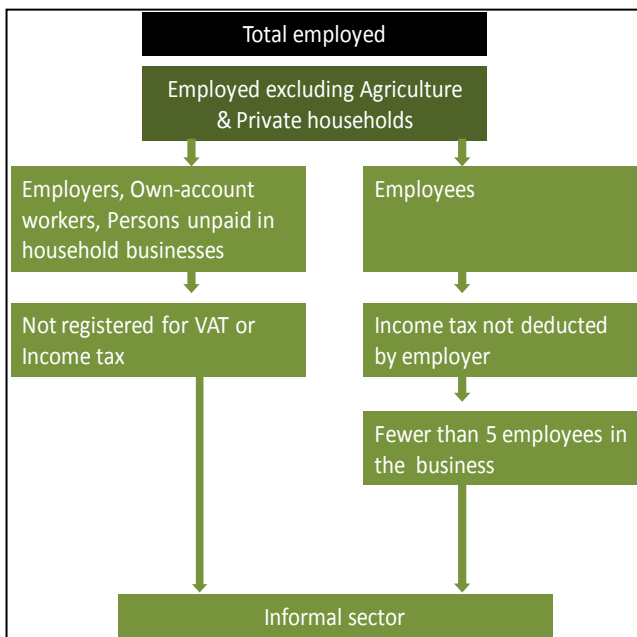 Total employed
Employed excluding Agriculture
& Private households
Employers, Own-account
workers, Persons unpaid in
household businesses
Employees
Not registered for VAT or
Income tax
Income tax not deducted
by employer
Fewer than 5 employees in
the business
Informal sector